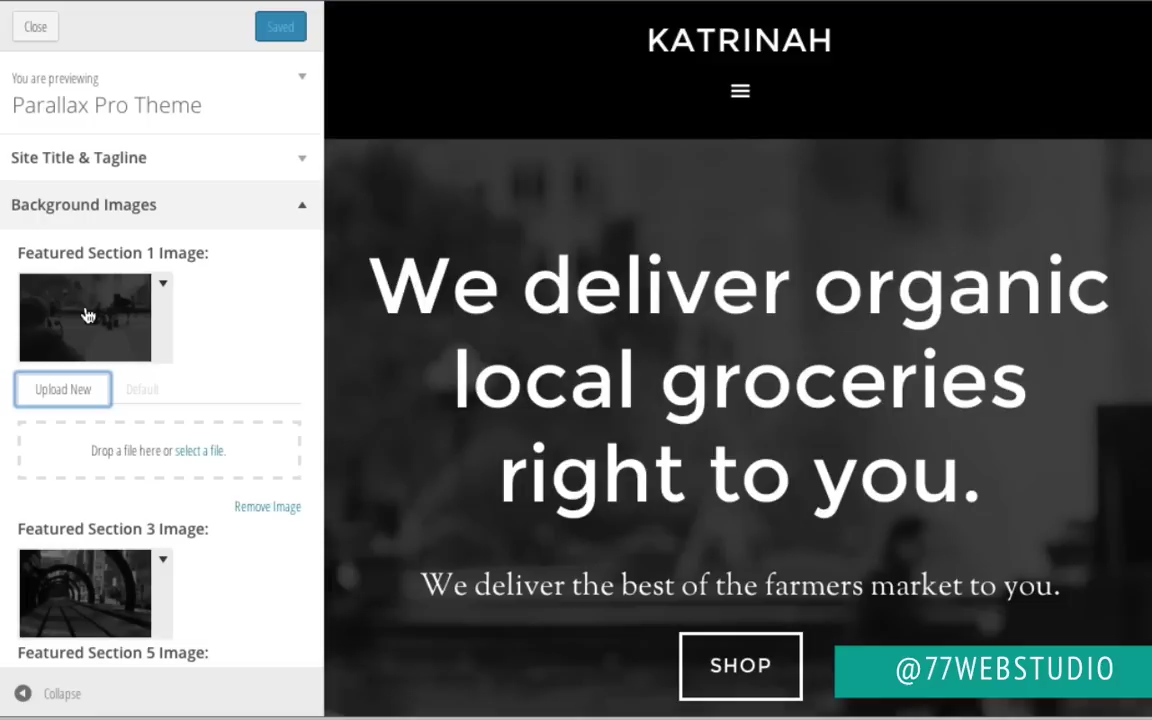 Close
Saved
You are previewing
Parallax Pro Theme
Site Title & Tagline
Background Images
Featured Section 1 Image:
Upload New
Default
Drop a file here or select a file.
Remove Image
Featured Section 3 Image:
Featured Section 5 Image:
Collapse
KATRINAH
We deliver organic
local groceries
right to you.
We deliver the best of the farmers market to you.
SHOP
@77WEBSTUDIO